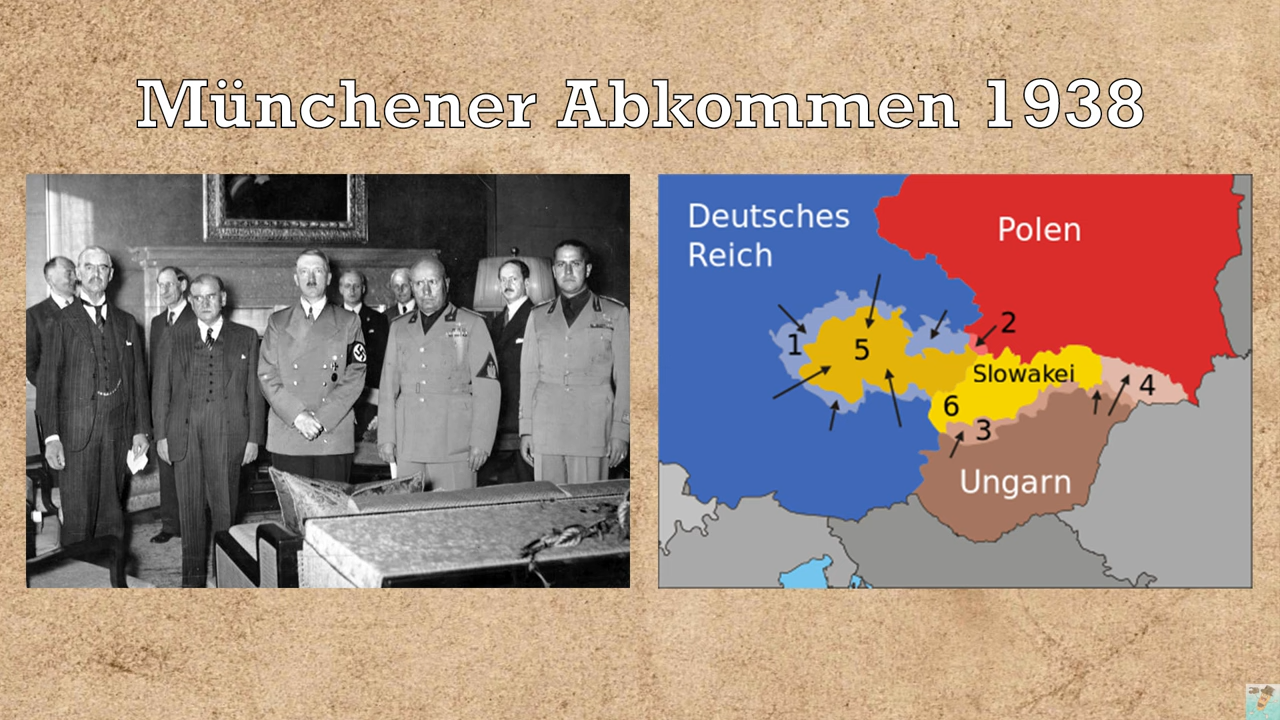 Münchener Abkommen 1938
Deutsches
Reich
Polen
2
1
5
Slowakei
4
6
3
Ungarn